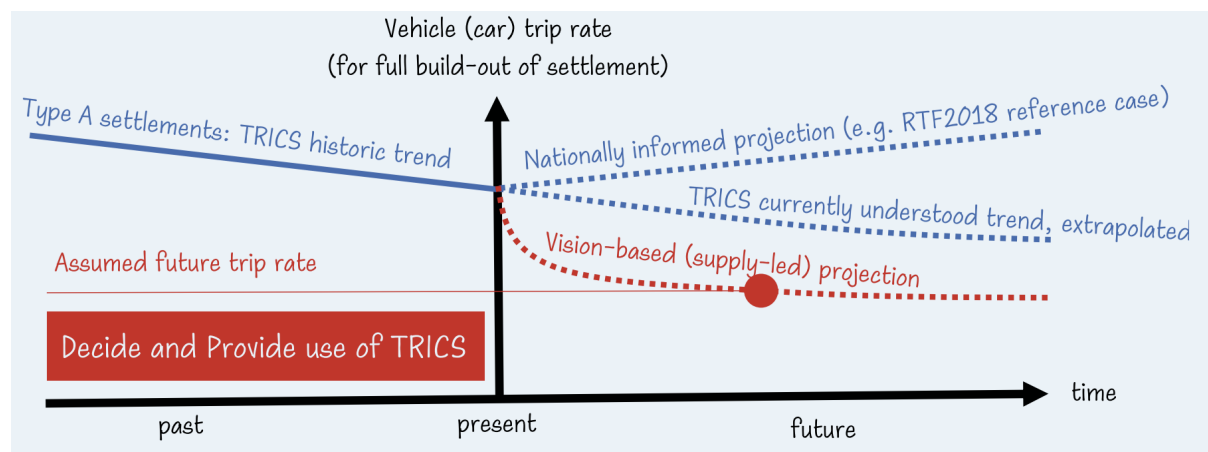 Vehicle (car) trip rate
(for full build-out of settlement)
Type A settlements: TRICS historic trend
Nationally informed projection (e.g. RTF2018 reference case)
TRICS currently understood trend, extrapolated
Vision-based (supply-led) projection
Assumed future trip rate
Decide and Provide use of TRICS
time
past
present
future